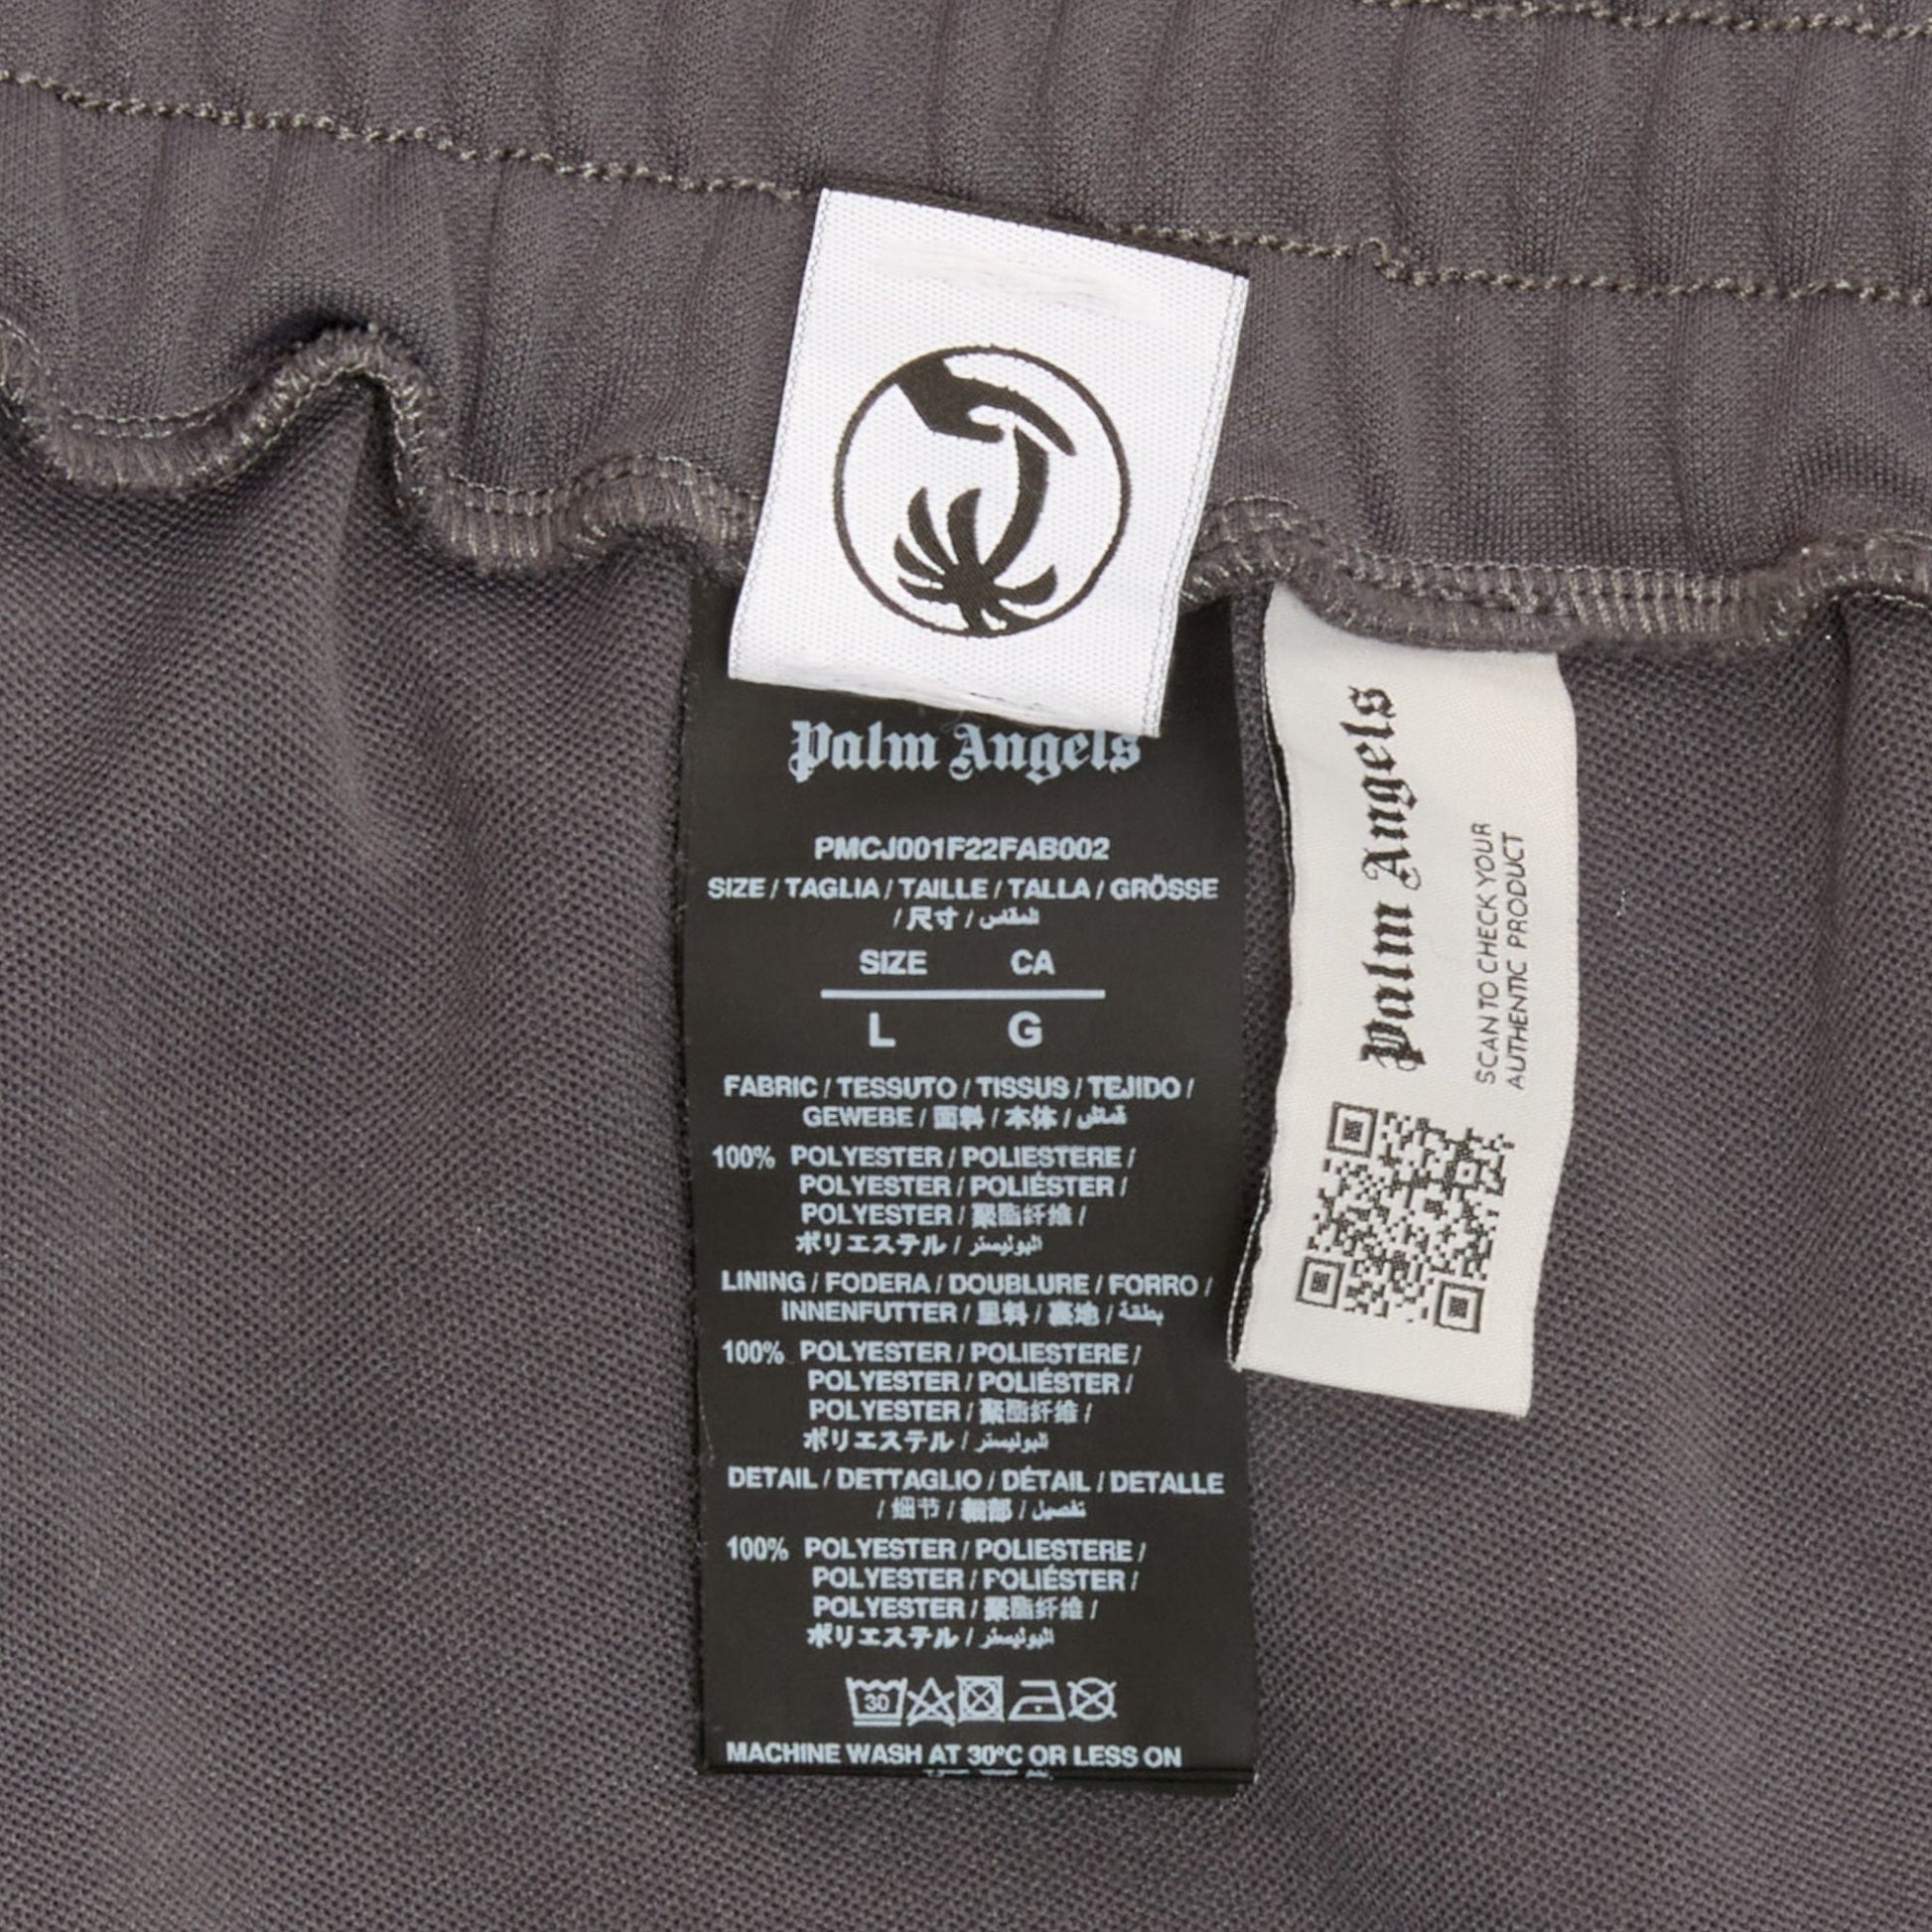 Palm Angels
PMCJ001F22FAB002
SIZE / TAGLIA / TAILLE / TALLA / GRÖSSE
/ 尺寸 / المقاس
SIZE CA
L G
FABRIC / TESSUTO / TISSUS / TEJIDO /
GEWEBE / 面料 / 本体 / قماش
100% POLYESTER / POLIESTERE /
POLYESTER / POLIÉSTER /
POLYESTER / 聚酯纤维 /
ポリエステル / البوليستر
LINING / FODERA / DOUBLURE / FORRO /
INNENFUTTER / 里料 / 裏地 / بطانة
100% POLYESTER / POLIESTERE /
POLYESTER / POLIÉSTER /
POLYESTER / 聚酯纤维 /
ポリエステル / البوليستر
DETAIL / DETTAGLIO / DÉTAIL / DETALLE
/ 细节 / 細部 / تفصيل
100% POLYESTER / POLIESTERE /
POLYESTER / POLIÉSTER /
POLYESTER / 聚酯纤维 /
ポリエステル / البوليستر
30
MACHINE WASH AT 30°C OR LESS ON
Palm Angels
SCAN TO CHECK YOUR
AUTHENTIC PRODUCT